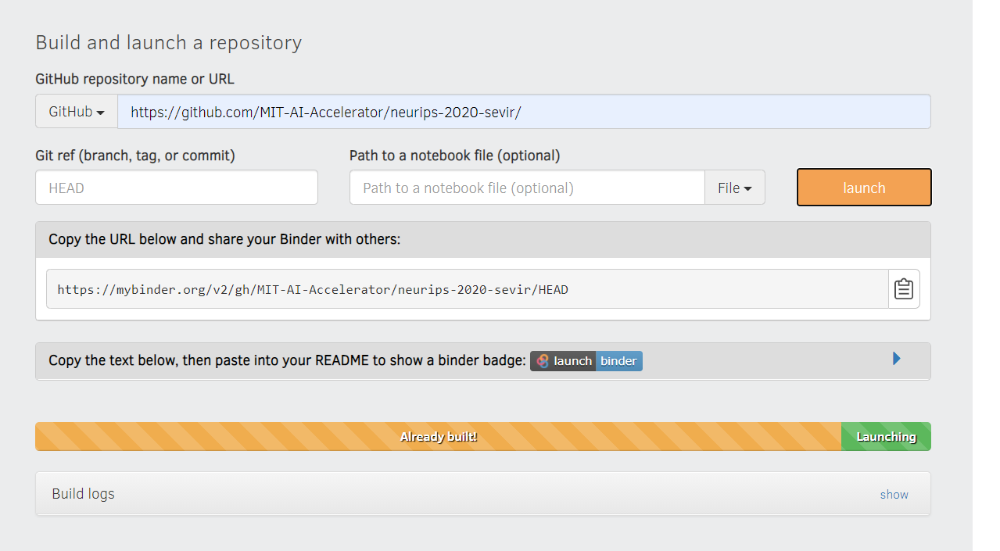 Build and launch a repository
GitHub repository name or URL
GitHub https://github.com/MIT-AI-Accelerator/neurips-2020-sevir/
Git ref (branch, tag, or commit) Path to a notebook file (optional)
HEAD Path to a notebook file (optional) File launch
Copy the URL below and share your Binder with others:
https://mybinder.org/v2/gh/MIT-AI-Accelerator/neurips-2020-sevir/HEAD
Copy the text below, then paste into your README to show a binder badge: launch binder
Already built! Launching
Build logs show